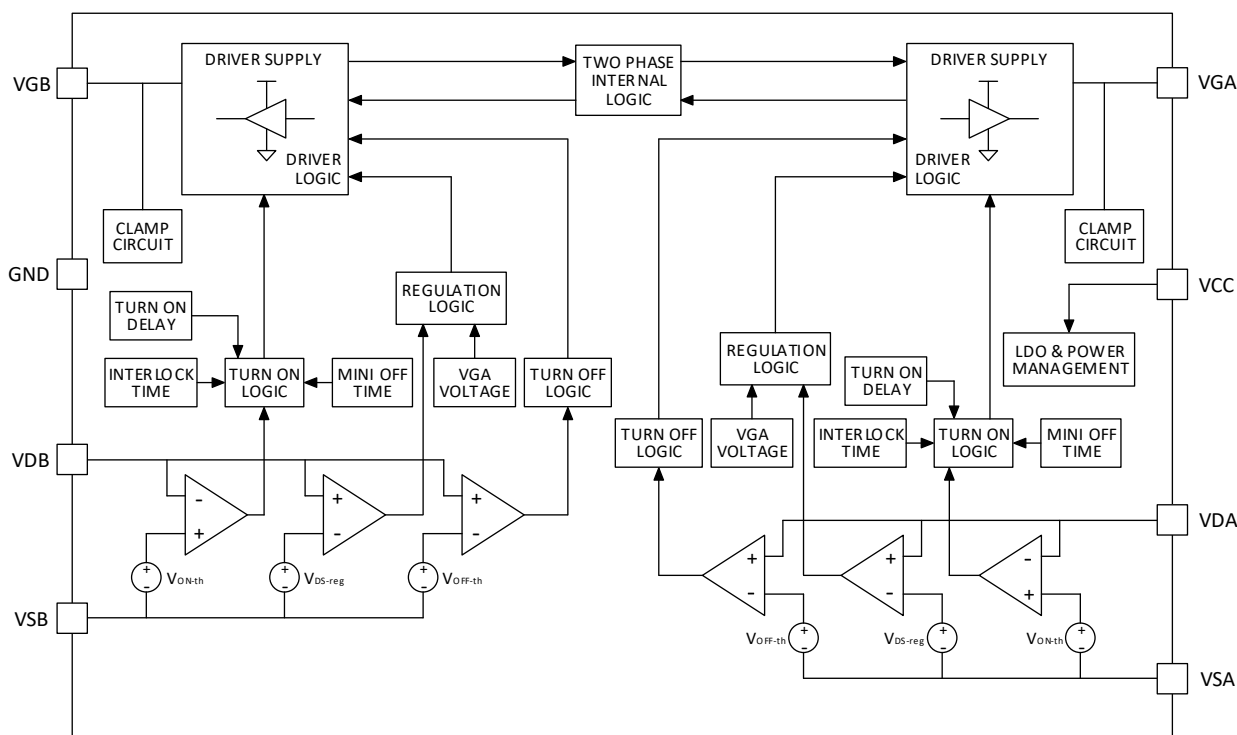 DRIVER SUPPLY
DRIVER LOGIC
TWO PHASE
INTERNAL
LOGIC
DRIVER SUPPLY
DRIVER
LOGIC
VGB
VGA
CLAMP
CIRCUIT
CLAMP
CIRCUIT
GND
VCC
REGULATION
LOGIC
TURN ON
DELAY
INTERLOCK
TIME
TURN ON
LOGIC
MINI OFF
TIME
VGA
VOLTAGE
TURN OFF
LOGIC
REGULATION
LOGIC
LDO & POWER
MANAGEMENT
TURN ON
DELAY
TURN OFF
LOGIC
VGA
VOLTAGE
INTERLOCK
TIME
TURN ON
LOGIC
MINI OFF
TIME
VDB
-
+
+
-
+
-
VDA
+
-
VON-th
+
-
VDS-reg
+
-
VOFF-th
+
-
VSB
+
-
+
-
-
+
VOFF-th
+
-
VDS-reg
+
-
VON-th
+
-
VSA